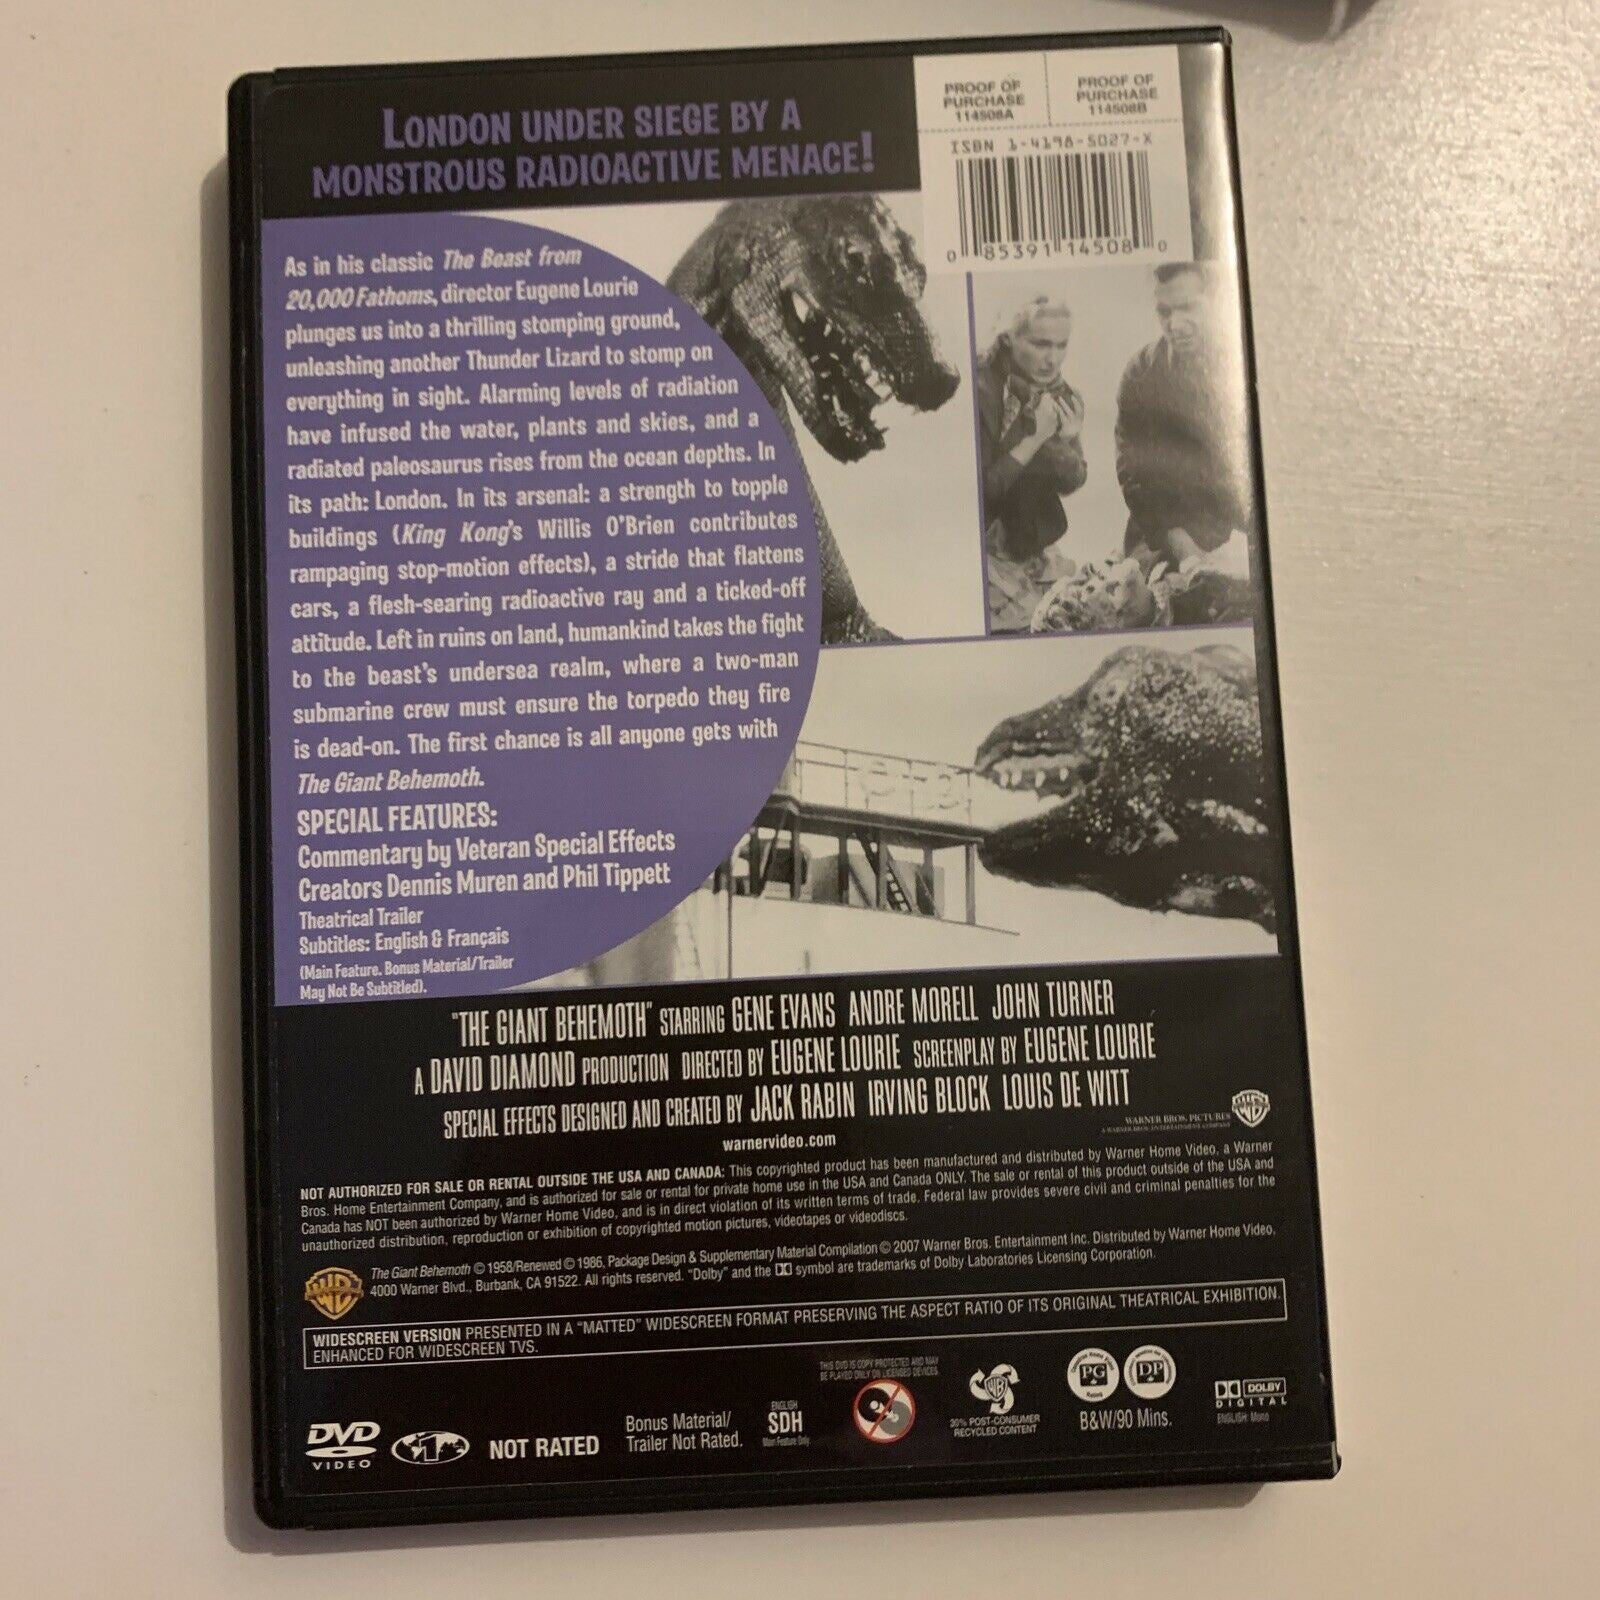 LONDON UNDER SIEGE BY A
MONSTROUS RADIOACTIVE MENACE!
PROOF OF
PURCHASE
114508A
PROOF OF
PURCHASE
114508B
ISBN 1-4198-5027-X
0 85391 14508 0
As in his classic The Beast from
20,000 Fathoms, director Eugene Lourie
plunges us into a thrilling stomping ground,
unleashing another Thunder Lizard to stomp on
everything in sight. Alarming levels of radiation
have infused the water, plants and skies, and a
radiated paleosaurus rises from the ocean depths. In
its path: London. In its arsenal: a strength to topple
buildings (King Kong's Willis O'Brien contributes
rampaging stop-motion effects), a stride that flattens
cars, a flesh-searing radioactive ray and a ticked-off
attitude. Left in ruins on land, humankind takes the fight
to the beast's undersea realm, where a two-man
submarine crew must ensure the torpedo they fire
is dead-on. The first chance is all anyone gets with
The Giant Behemoth.
SPECIAL FEATURES:
Commentary by Veteran Special Effects
Creators Dennis Muren and Phil Tippett
Theatrical Trailer
Subtitles: English & Français
(Main Feature. Bonus Material/Trailer
May Not Be Subtitled).
"THE GIANT BEHEMOTH" STARRING GENE EVANS ANDRE MORELL JOHN TURNER
A DAVID DIAMOND PRODUCTION DIRECTED BY EUGENE LOURIE SCREENPLAY BY EUGENE LOURIE
SPECIAL EFFECTS DESIGNED AND CREATED BY JACK RABIN IRVING BLOCK LOUIS DE WITT
WARNER BROS. PICTURES
A WARNER BROS. ENTERTAINMENT COMPANY
warnervideo.com
NOT AUTHORIZED FOR SALE OR RENTAL OUTSIDE THE USA AND CANADA: This copyrighted product has been manufactured and distributed by Warner Home Video, a Warner
Bros. Home Entertainment Company, and is authorized for sale or rental for private home use in the USA and Canada ONLY. The sale or rental of this product outside of the USA and
Canada has NOT been authorized by Warner Home Video, and is in direct violation of its written terms of trade. Federal law provides severe civil and criminal penalties for the
unauthorized distribution, reproduction or exhibition of copyrighted motion pictures, videotapes or videodiscs.
The Giant Behemoth © 1958/Renewed © 1986, Package Design & Supplementary Material Compilation © 2007 Warner Bros. Entertainment Inc. Distributed by Warner Home Video,
4000 Warner Blvd., Burbank, CA 91522. All rights reserved. "Dolby" and the DD symbol are trademarks of Dolby Laboratories Licensing Corporation.
WIDESCREEN VERSION PRESENTED IN A "MATTED" WIDESCREEN FORMAT PRESERVING THE ASPECT RATIO OF ITS ORIGINAL THEATRICAL EXHIBITION.
ENHANCED FOR WIDESCREEN TVS.
DVD
VIDEO
1
NOT RATED
Bonus Material/
Trailer Not Rated.
ENGLISH
SDH
Main Feature Only
THIS DVD IS COPY PROTECTED AND MAY
BE PLAYED ONLY ON LICENSED DEVICES.
30% POST-CONSUMER
RECYCLED CONTENT
PG
DP
B&W/90 Mins.
DOLBY
DIGITAL
ENGLISH: Mono